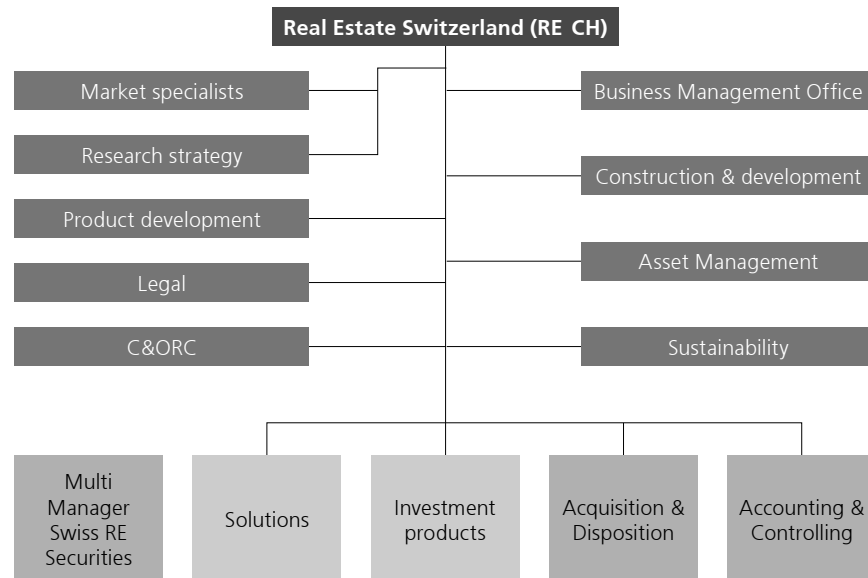 Real Estate Switzerland (RE CH)
Market specialists
Research strategy
Product development
Legal
C&ORC
Business Management Office
Construction & development
Asset Management
Sustainability
Multi
Manager
Swiss RE
Securities
Solutions
Investment
products
Acquisition &
Disposition
Accounting &
Controlling